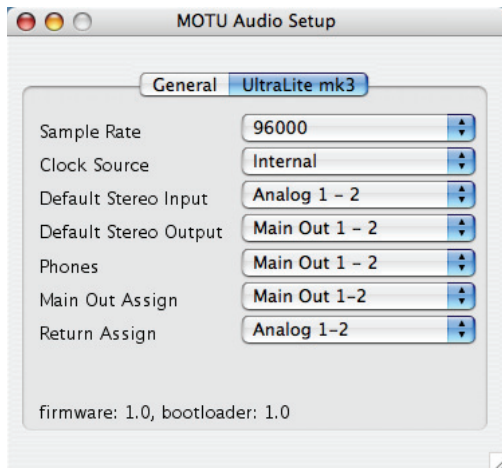 MOTU Audio Setup
General UltraLite mk3
Sample Rate 96000
Clock Source Internal
Default Stereo Input Analog 1 – 2
Default Stereo Output Main Out 1 – 2
Phones Main Out 1 – 2
Main Out Assign Main Out 1-2
Return Assign Analog 1-2
firmware: 1.0, bootloader: 1.0